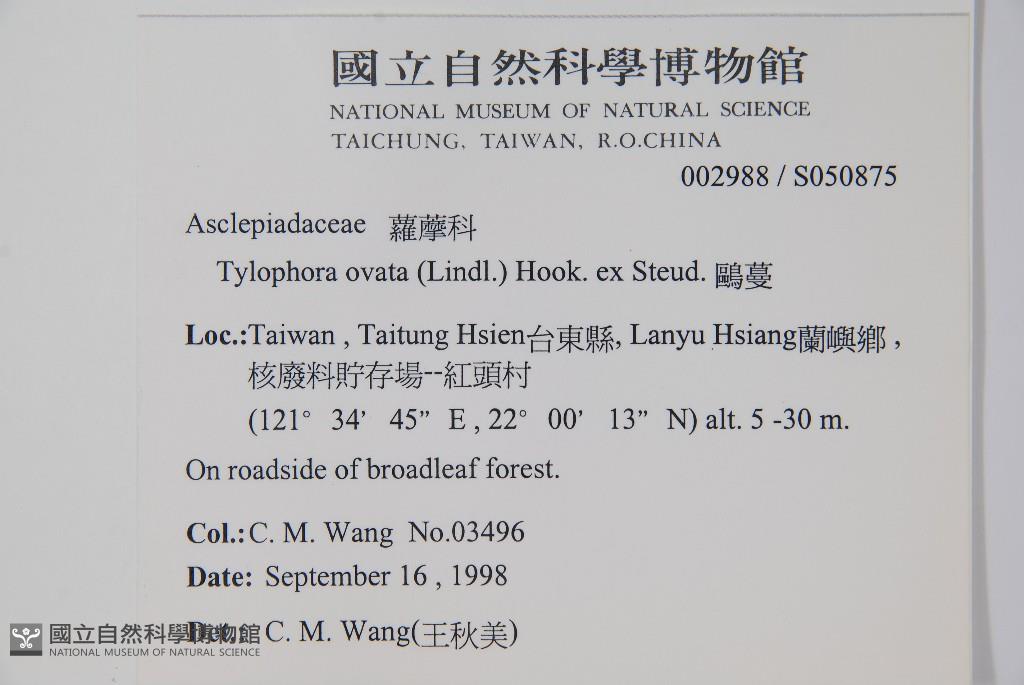 國立自然科學博物館
NATIONAL MUSEUM OF NATURAL SCIENCE
TAICHUNG, TAIWAN, R.O.CHINA
002988 / S050875
Asclepiadaceae 蘿藦科
Tylophora ovata (Lindl.) Hook. ex Steud. 鷗蔓
Loc.:Taiwan , Taitung Hsien台東縣, Lanyu Hsiang蘭嶼鄉 ,
核廢料貯存場--紅頭村
(121° 34’ 45” E , 22° 00’ 13” N) alt. 5 -30 m.
On roadside of broadleaf forest.
Col.:C. M. Wang No.03496
Date: September 16 , 1998
Det.: C. M. Wang(王秋美)
國立自然科學博物館
NATIONAL MUSEUM OF NATURAL SCIENCE